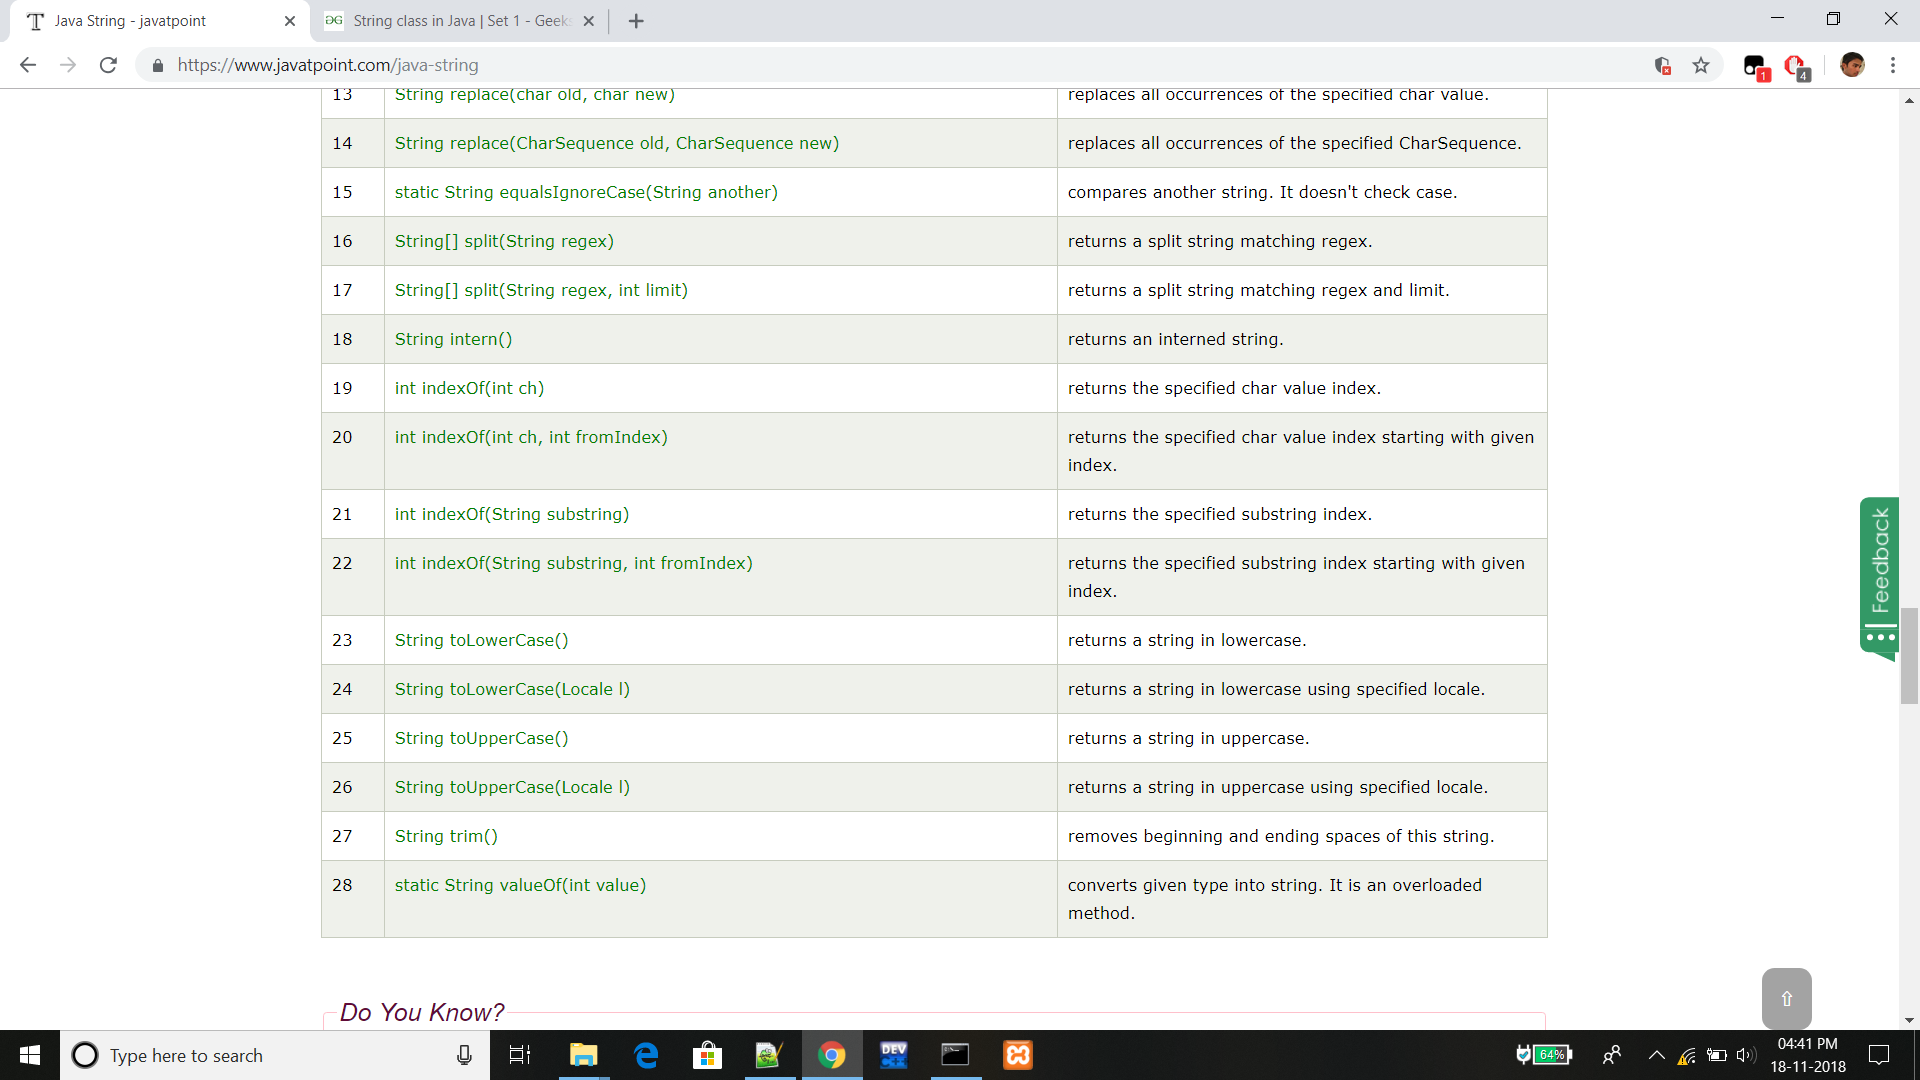 Java String - javatpoint
String class in Java | Set 1 - Geeks
https://www.javatpoint.com/java-string
1
4
13 String replace(char old, char new) replaces all occurrences of the specified char value.
14 String replace(CharSequence old, CharSequence new) replaces all occurrences of the specified CharSequence.
15 static String equalsIgnoreCase(String another) compares another string. It doesn't check case.
16 String[] split(String regex) returns a split string matching regex.
17 String[] split(String regex, int limit) returns a split string matching regex and limit.
18 String intern() returns an interned string.
19 int indexOf(int ch) returns the specified char value index.
20 int indexOf(int ch, int fromIndex) returns the specified char value index starting with given
index.
21 int indexOf(String substring) returns the specified substring index.
22 int indexOf(String substring, int fromIndex) returns the specified substring index starting with given
index.
23 String toLowerCase() returns a string in lowercase.
24 String toLowerCase(Locale l) returns a string in lowercase using specified locale.
25 String toUpperCase() returns a string in uppercase.
26 String toUpperCase(Locale l) returns a string in uppercase using specified locale.
27 String trim() removes beginning and ending spaces of this string.
28 static String valueOf(int value) converts given type into string. It is an overloaded
method.
Feedback
Do You Know?
Type here to search
DEV
64%
04:41 PM
18-11-2018